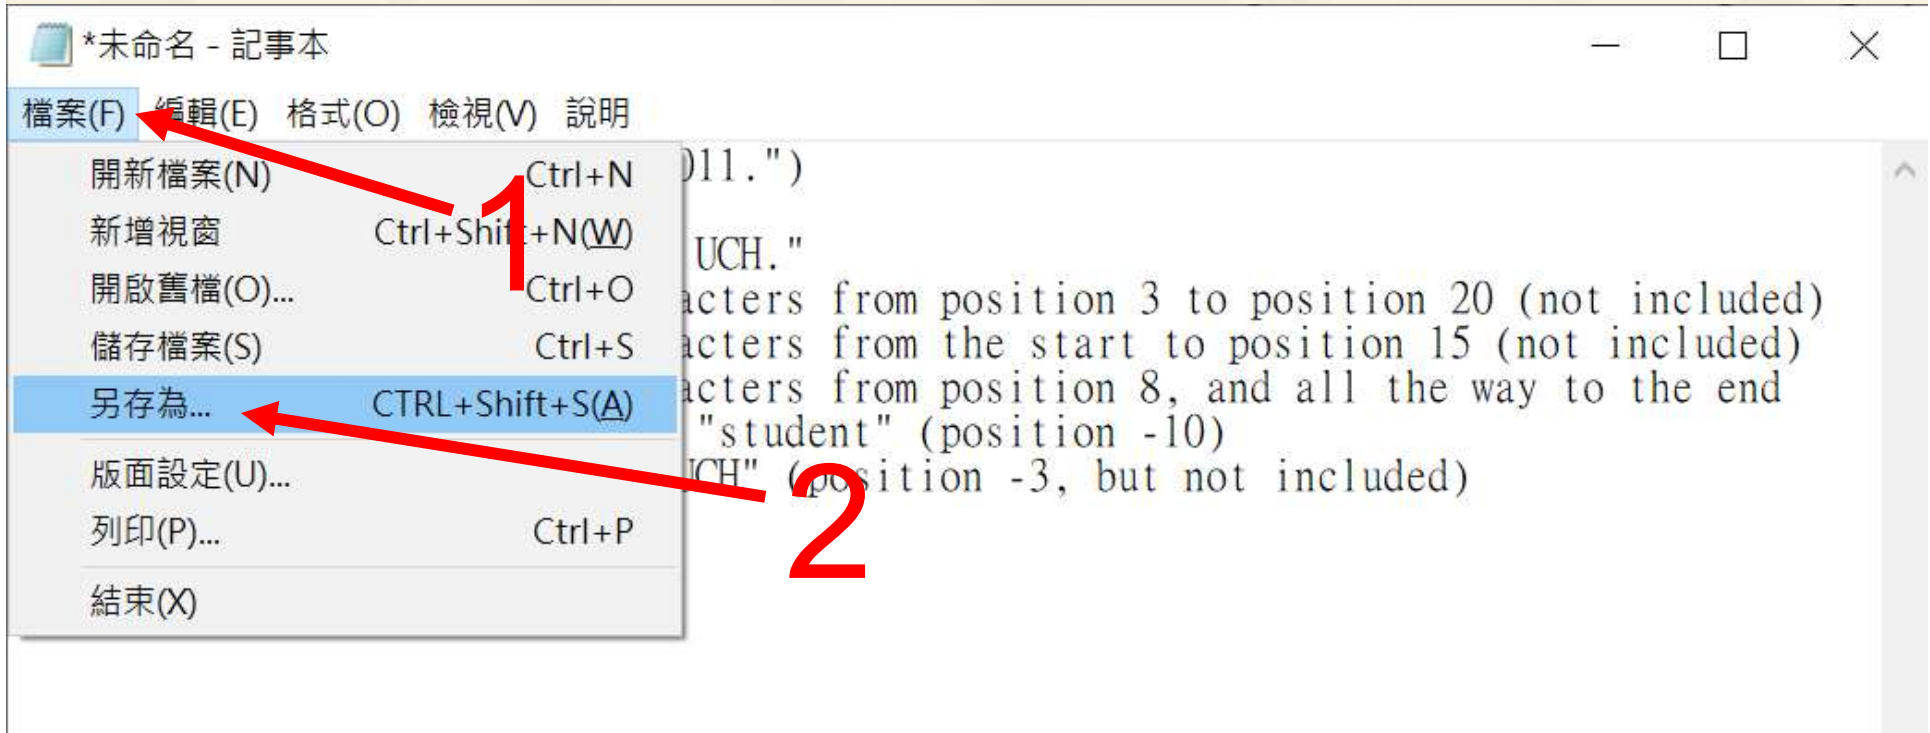 *未命名 - 記事本
檔案(F) 編輯(E) 格式(O) 檢視(V) 說明
開新檔案(N) Ctrl+N
新增視窗 Ctrl+Shift+N(W)
開啟舊檔(O)... Ctrl+O
儲存檔案(S) Ctrl+S
另存為... CTRL+Shift+S(A)
版面設定(U)...
列印(P)... Ctrl+P
結束(X)
011.")
UCH."
acters from position 3 to position 20 (not included)
acters from the start to position 15 (not included)
acters from position 8, and all the way to the end
"student" (position -10)
UCH" (position -3, but not included)
1
2